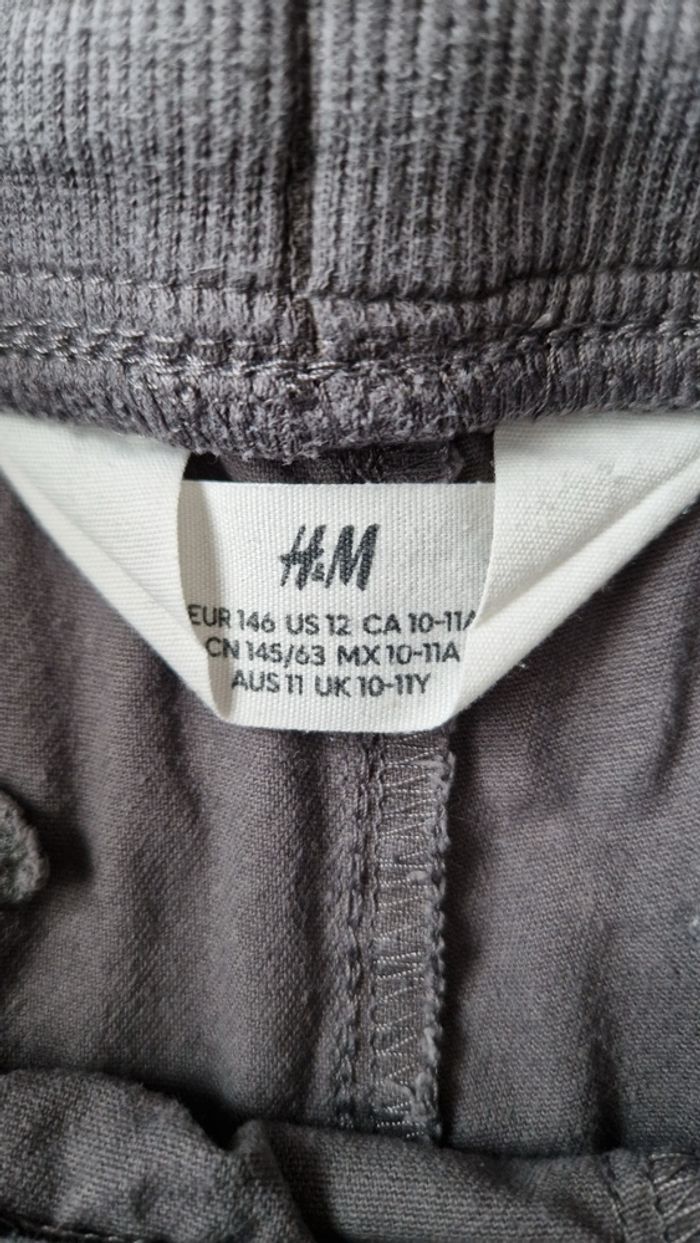 H&M
EUR 146 US 12 CA 10-11A
CN 145/63 MX 10-11A
AUS 11 UK 10-11Y